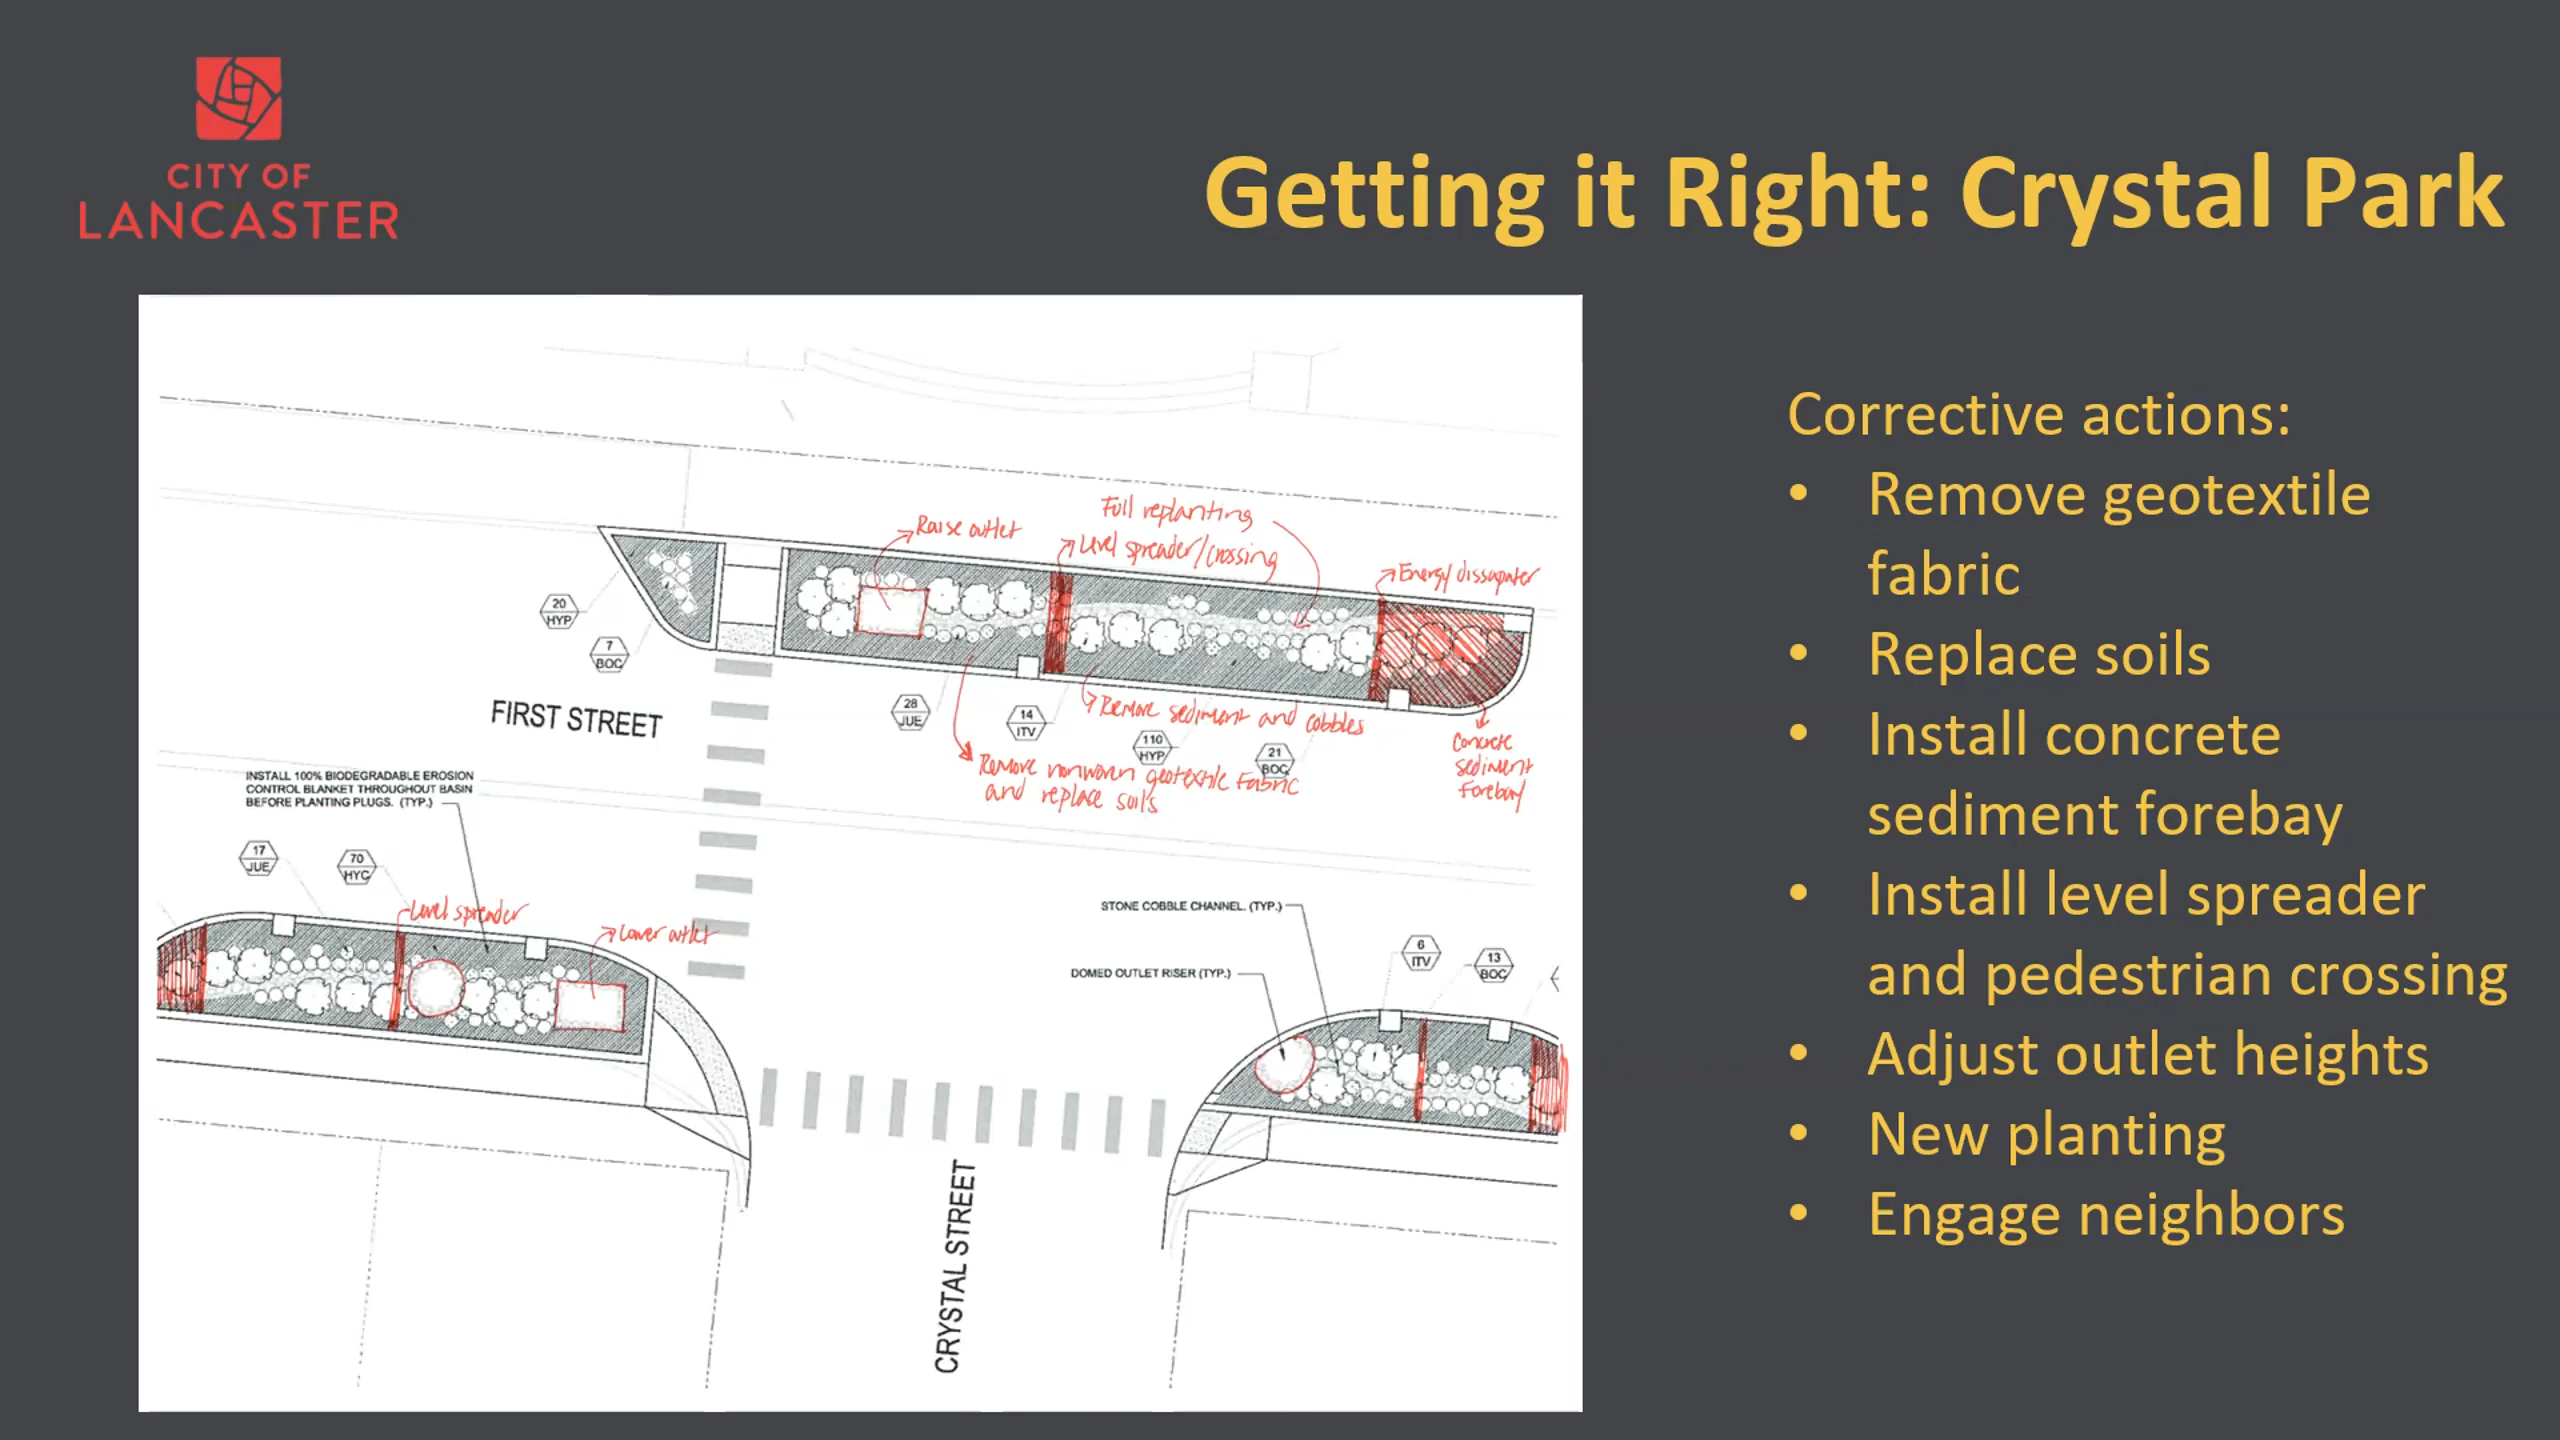 CITY OF
LANCASTER
Getting it Right: Crystal Park
Full replanting
Raise outlet
Level spreader/crossing
Energy dissapater
20
HYP
7
BOC
FIRST STREET
28
JUE
14
ITV
110
HYP
21
BOC
Remove sediment and cobbles
Remove nonwoven geotextile fabric
and replace soils
Concrete
sediment
Forebay
INSTALL 100% BIODEGRADABLE EROSION
CONTROL BLANKET THROUGHOUT BASIN
BEFORE PLANTING PLUGS. (TYP.)
17
JUE
70
HYC
Level spreader
Lower outlet
STONE COBBLE CHANNEL. (TYP.)
DOMED OUTLET RISER (TYP.)
6
ITV
13
BOC
CRYSTAL STREET
Corrective actions:
• Remove geotextile
fabric
• Replace soils
• Install concrete
sediment forebay
• Install level spreader
and pedestrian crossing
• Adjust outlet heights
• New planting
• Engage neighbors